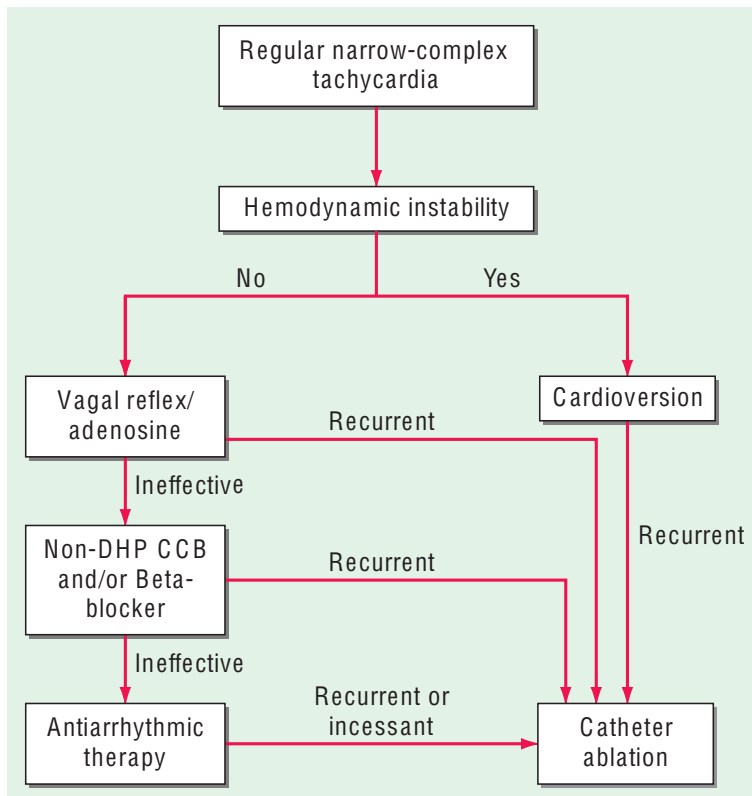 Regular narrow-complex
tachycardia
Hemodynamic instability
No
Yes
Vagal reflex/
adenosine
Recurrent
Cardioversion
Ineffective
Recurrent
Non-DHP CCB
and/or Beta-
blocker
Recurrent
Ineffective
Antiarrhythmic
therapy
Recurrent or
incessant
Catheter
ablation